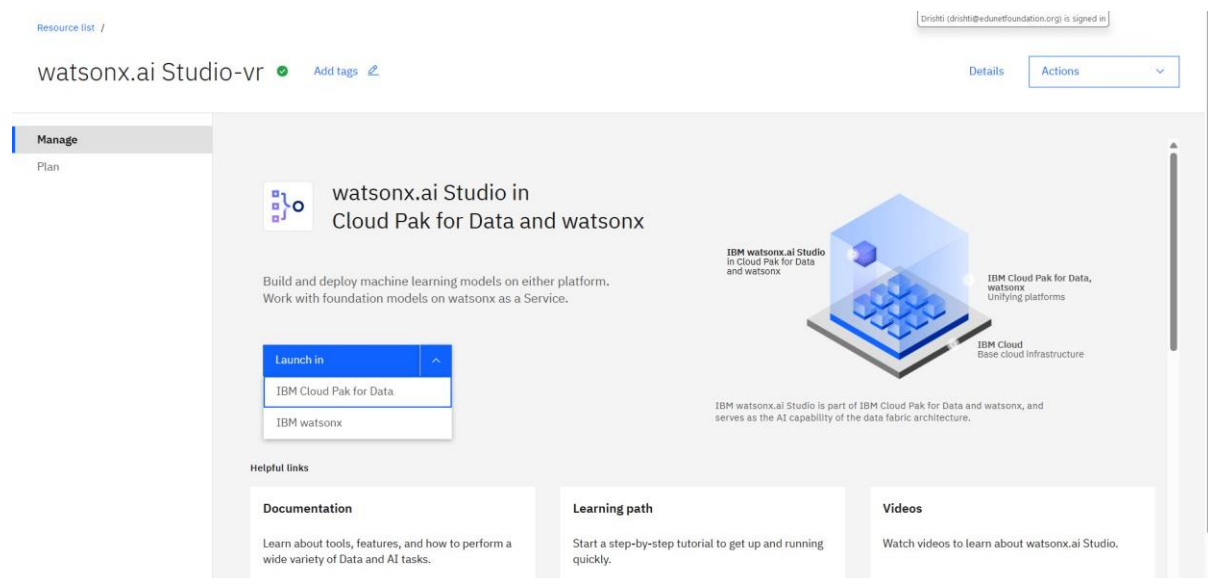 Drishti (drishti@edunetfoundation.org) is signed in
Resource list /
watsonx.ai Studio-vr
Add tags
Details
Actions
Manage
Plan
watsonx.ai Studio in
Cloud Pak for Data and watsonx
Build and deploy machine learning models on either platform.
Work with foundation models on watsonx as a Service.
Launch in
IBM Cloud Pak for Data
IBM watsonx
IBM watsonx.ai Studio
in Cloud Pak for Data
and watsonx
IBM Cloud Pak for Data,
watsonx
Unifying platforms
IBM Cloud
Base cloud infrastructure
IBM watsonx.ai Studio is part of IBM Cloud Pak for Data and watsonx, and
serves as the AI capability of the data fabric architecture.
Helpful links
Documentation
Learn about tools, features, and how to perform a
wide variety of Data and AI tasks.
Learning path
Start a step-by-step tutorial to get up and running
quickly.
Videos
Watch videos to learn about watsonx.ai Studio.